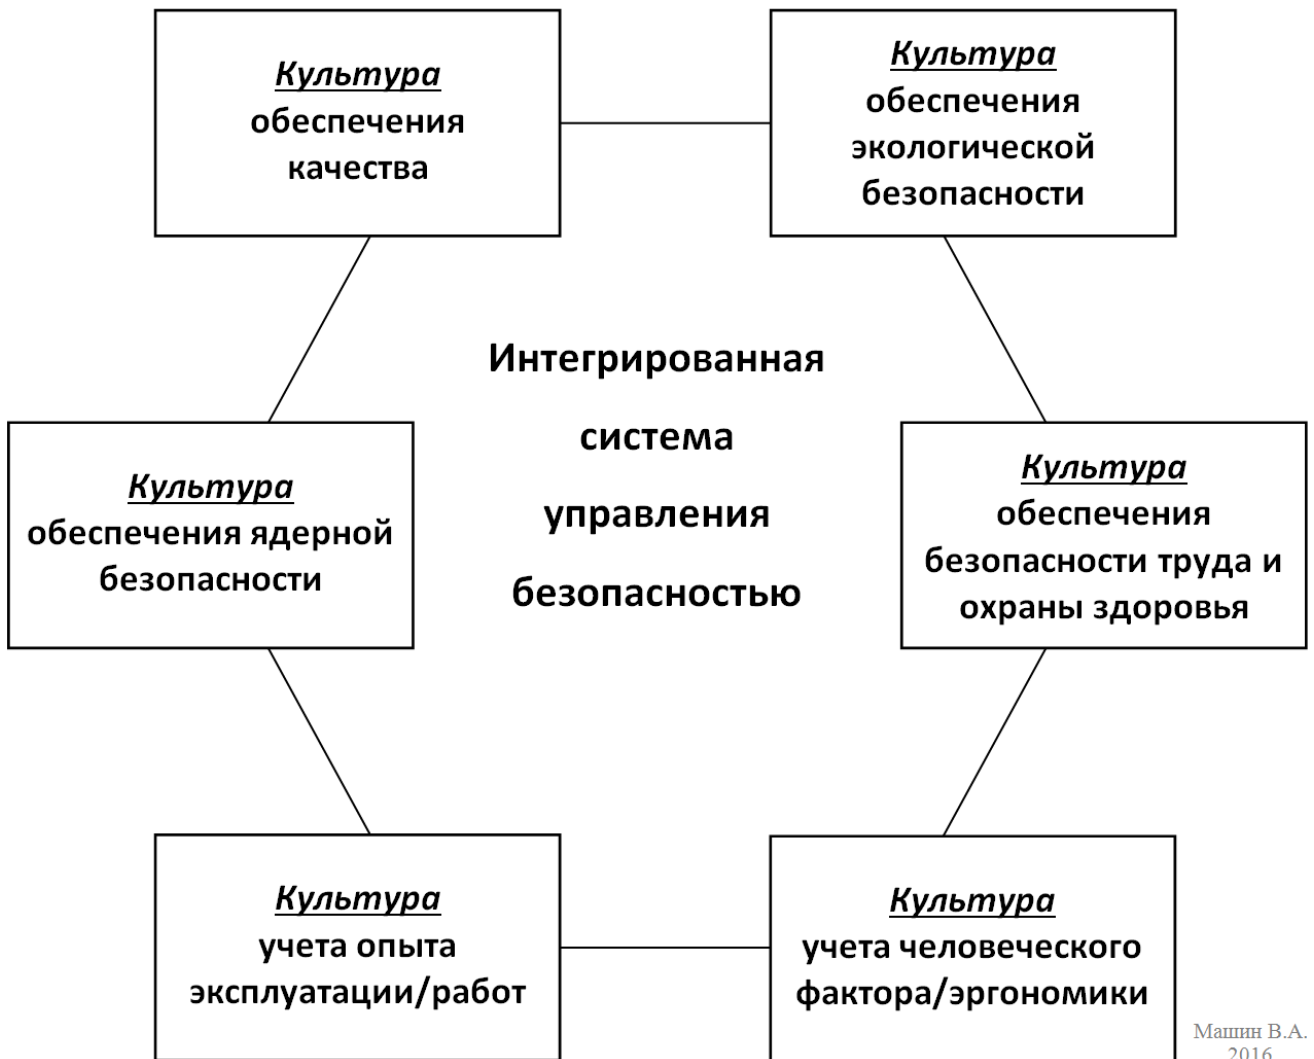 Культура
обеспечения
качества
Культура
обеспечения
экологической
безопасности
Интегрированная
система
управления
безопасностью
Культура
обеспечения ядерной
безопасности
Культура
обеспечения
безопасности труда и
охраны здоровья
Культура
учета опыта
эксплуатации/работ
Культура
учета человеческого
фактора/эргономики
Машин В.А.
2016